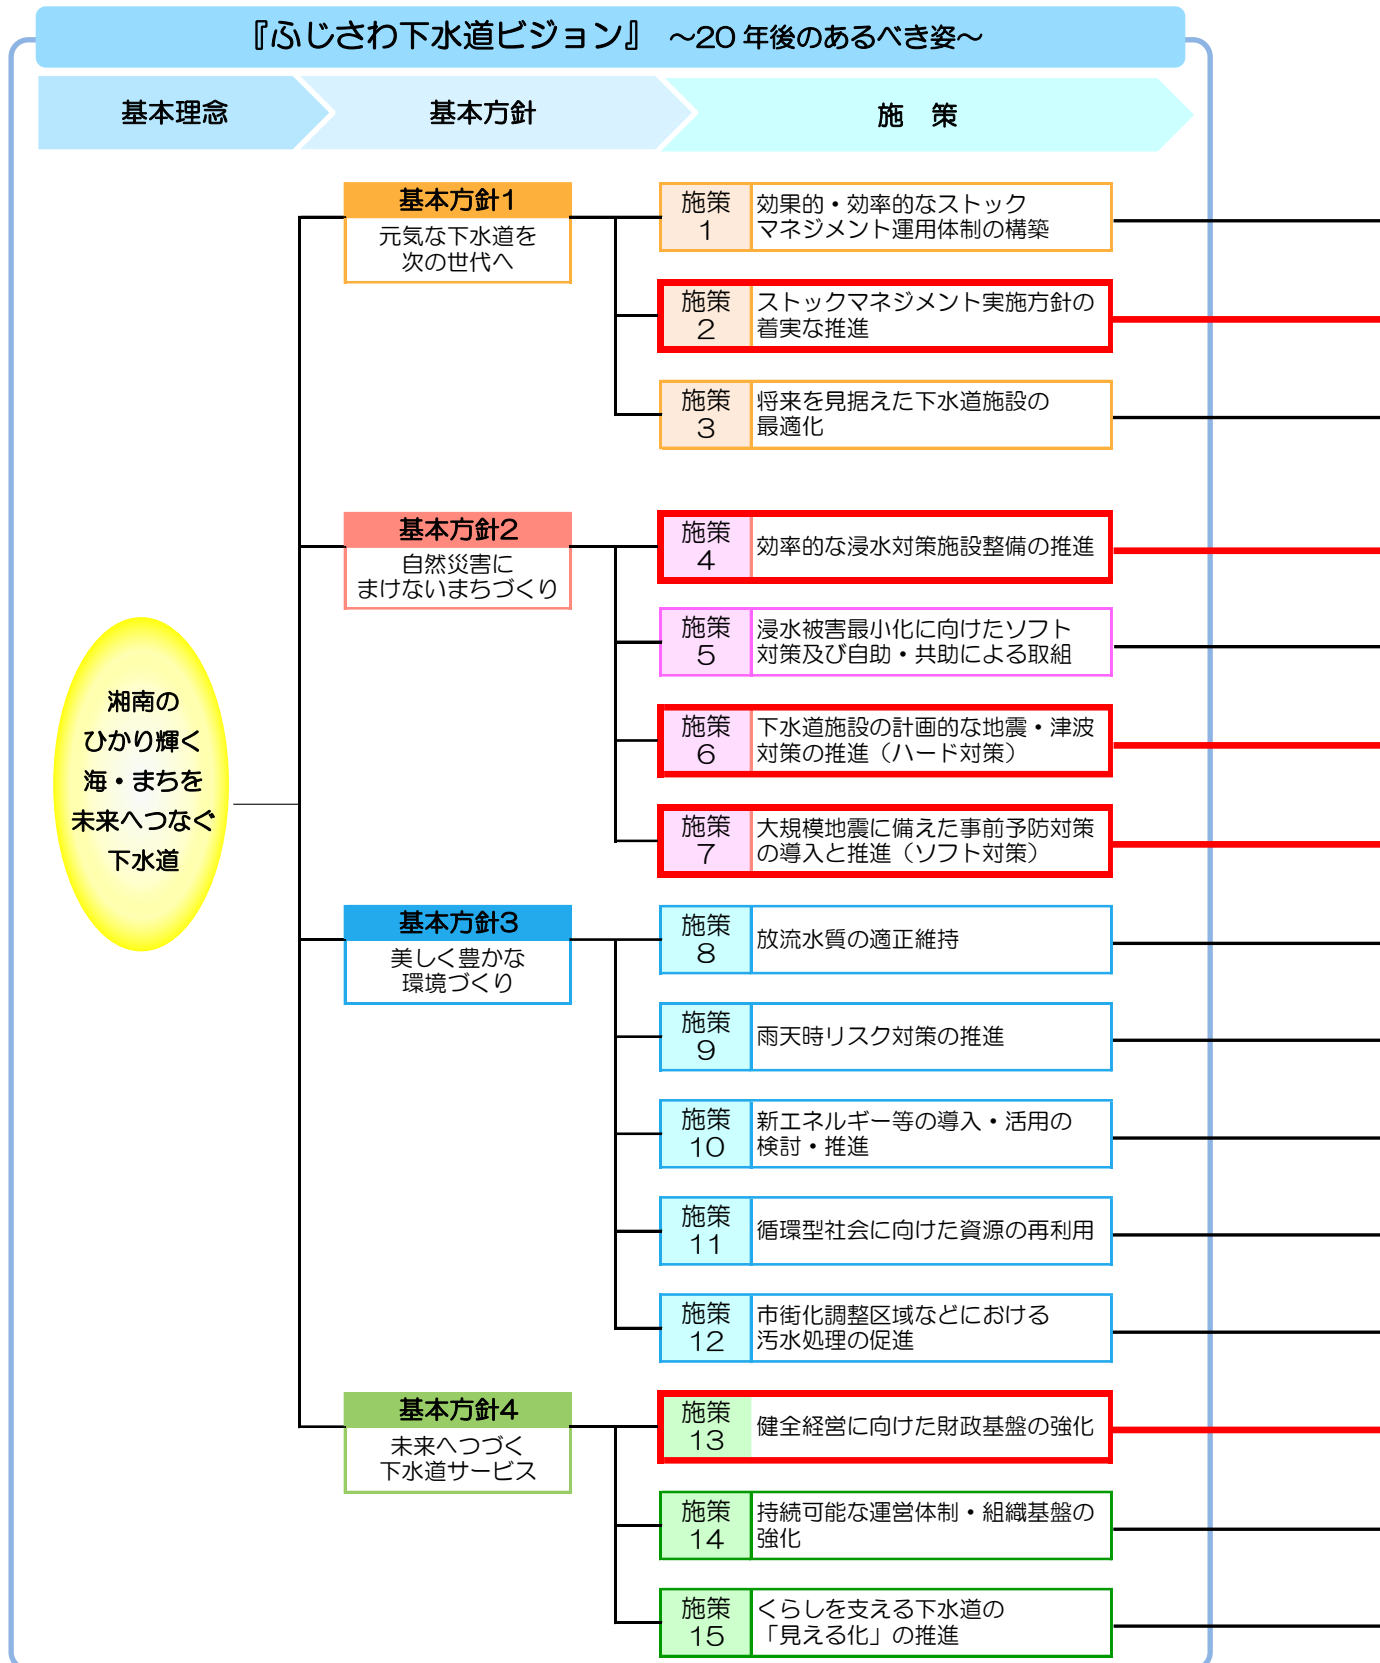 『ふじさわ下水道ビジョン』 ～20年後のあるべき姿～
基本理念
基本方針
施 策
湘南の
ひかり輝く
海・まちを
未来へつなぐ
下水道
基本方針1
元気な下水道を
次の世代へ
施策
1
効果的・効率的なストック
マネジメント運用体制の構築
施策
2
ストックマネジメント実施方針の
着実な推進
施策
3
将来を見据えた下水道施設の
最適化
基本方針2
自然災害に
まけないまちづくり
施策
4
効率的な浸水対策施設整備の推進
施策
5
浸水被害最小化に向けたソフト
対策及び自助・共助による取組
施策
6
下水道施設の計画的な地震・津波
対策の推進（ハード対策）
施策
7
大規模地震に備えた事前予防対策
の導入と推進（ソフト対策）
基本方針3
美しく豊かな
環境づくり
施策
8
放流水質の適正維持
施策
9
雨天時リスク対策の推進
施策
10
新エネルギー等の導入・活用の
検討・推進
施策
11
循環型社会に向けた資源の再利用
施策
12
市街化調整区域などにおける
汚水処理の促進
基本方針4
未来へつづく
下水道サービス
施策
13
健全経営に向けた財政基盤の強化
施策
14
持続可能な運営体制・組織基盤の
強化
施策
15
くらしを支える下水道の
「見える化」の推進